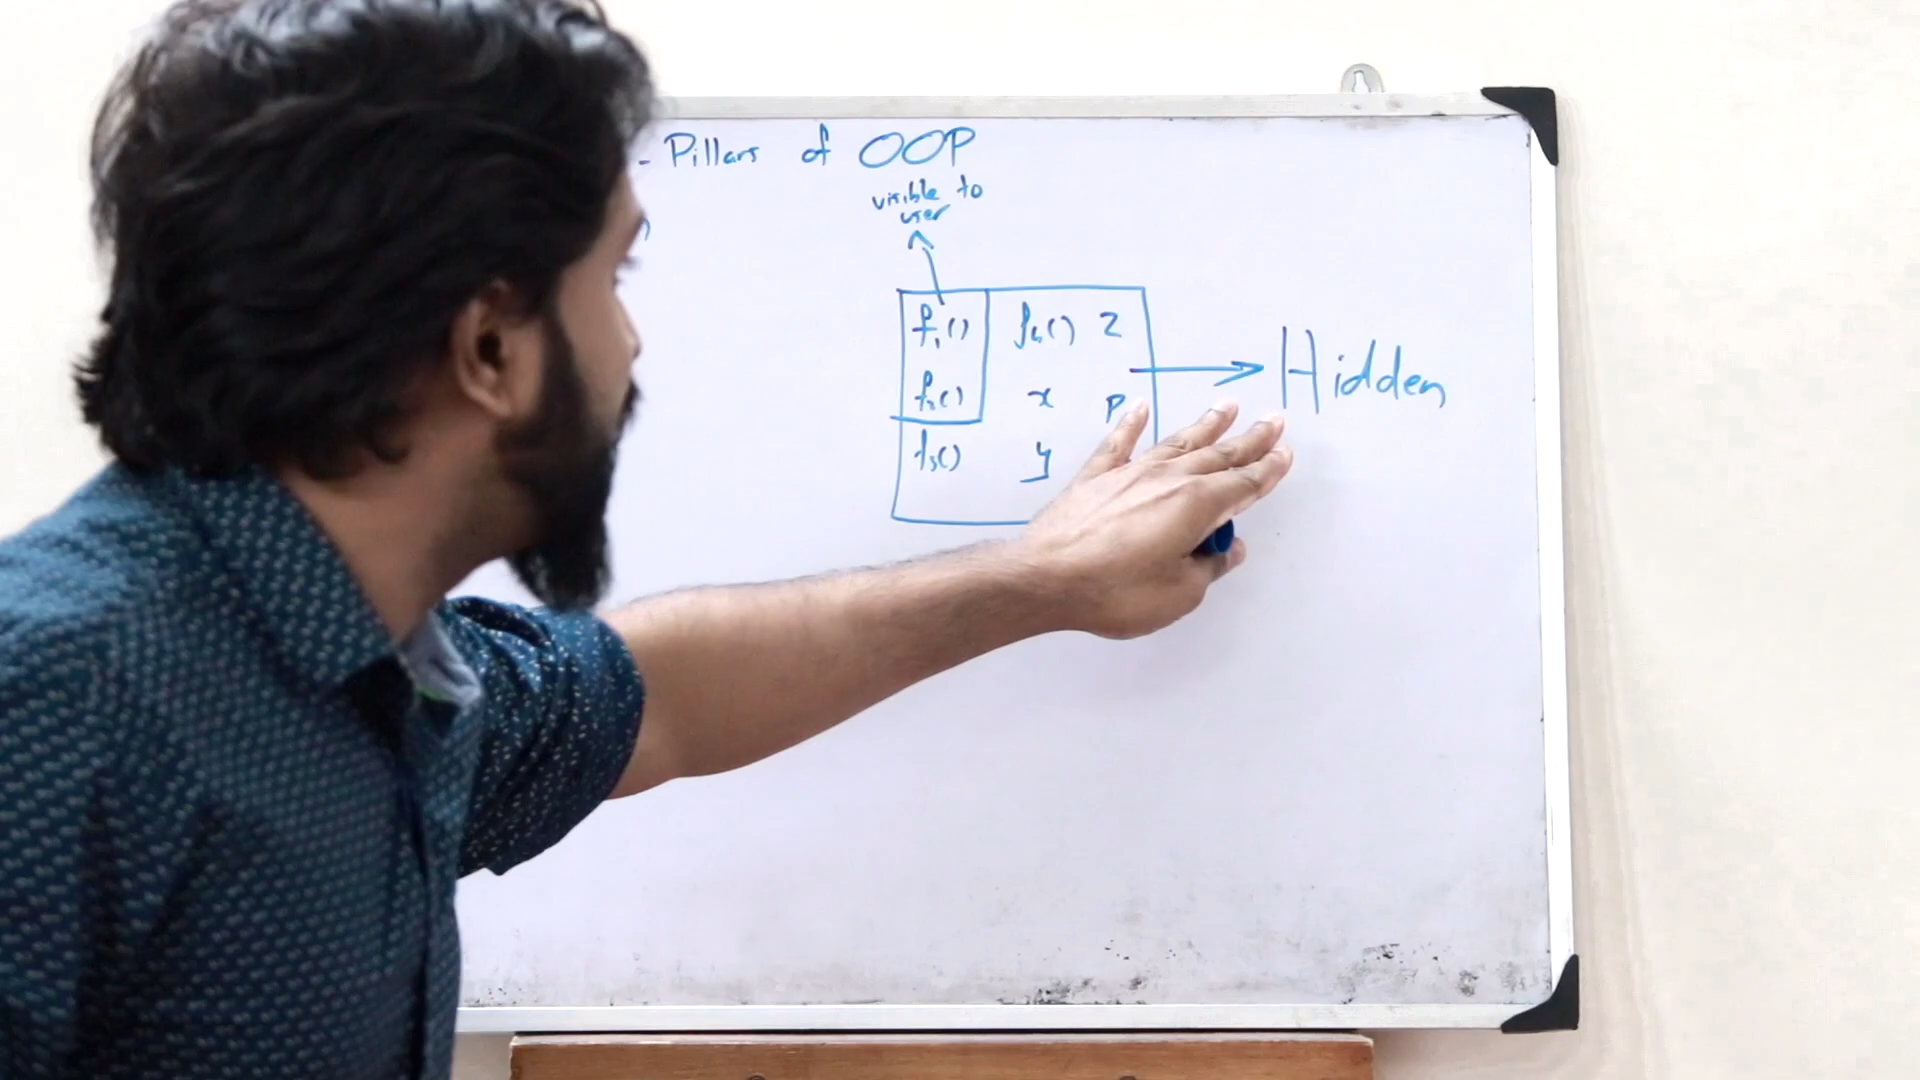 - Pillars of OOP
visible to
user
f₁() f₄() z
f₂() x p
f₃() y
Hidden